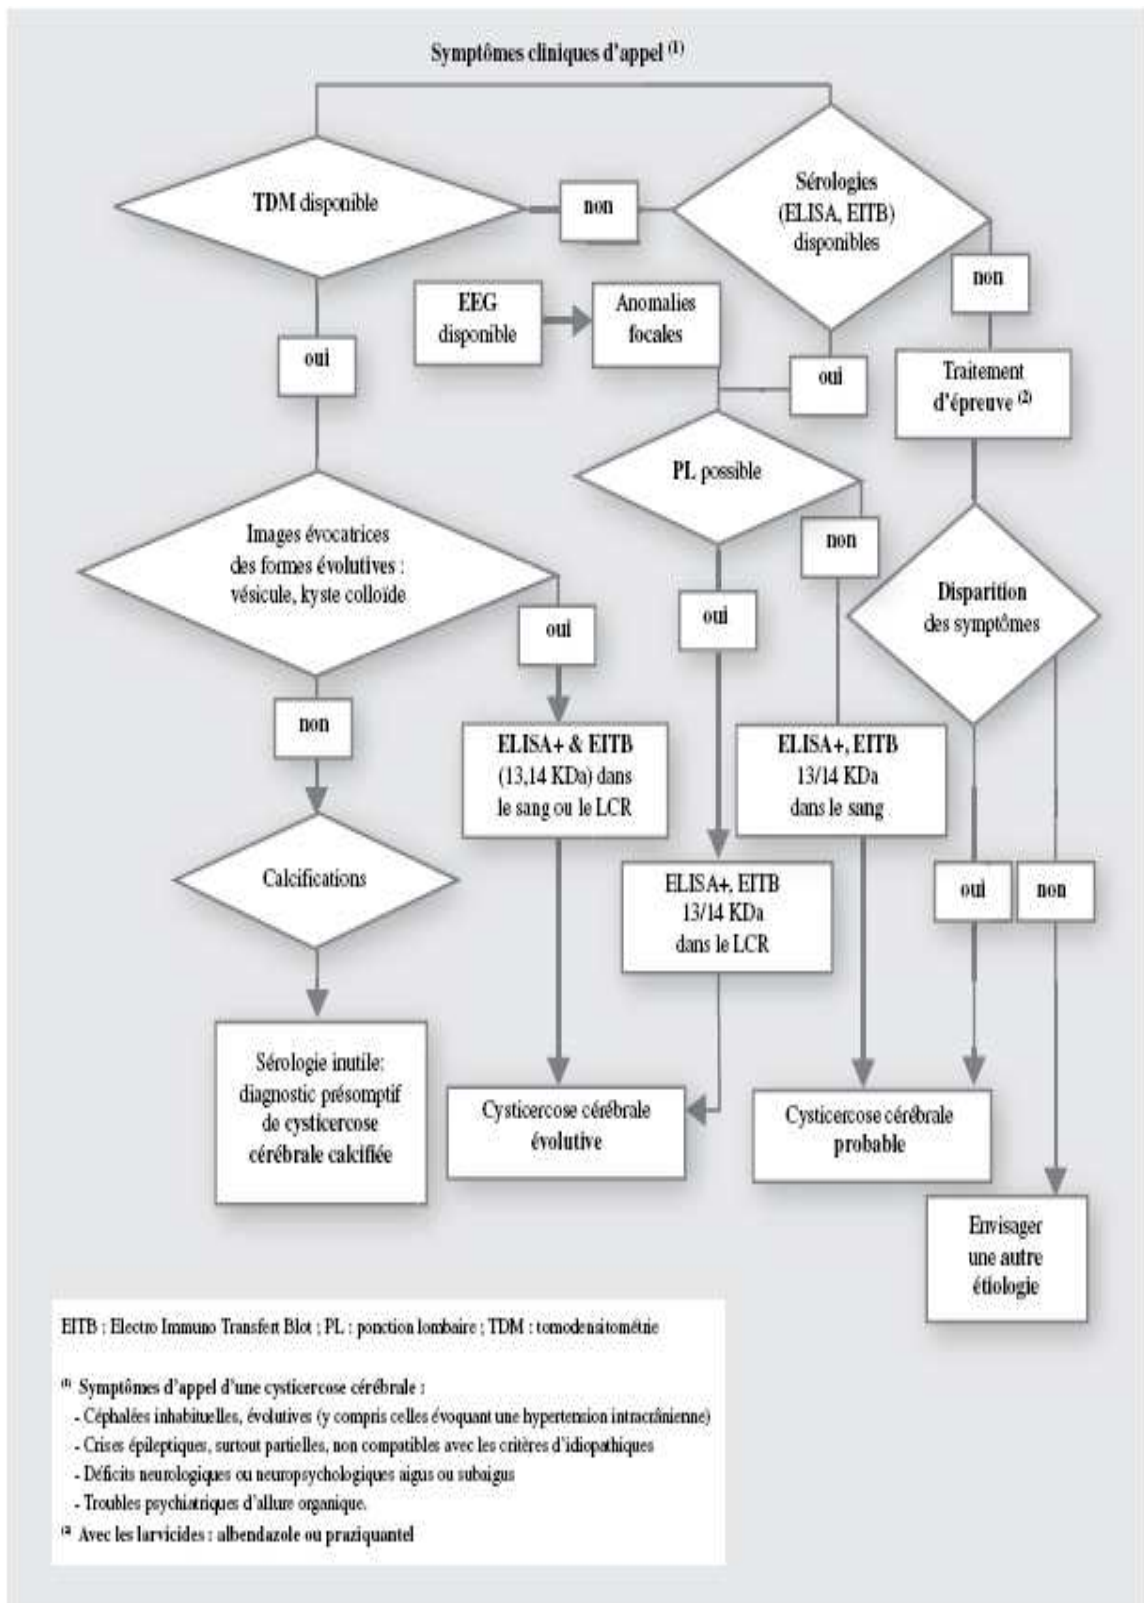 Symptômes cliniques d'appel (1)
TDM disponible
non
Sérologies
(ELISA, EITB)
disponibles
non
EEG
disponible
Anomalies
focales
oui
oui
Traitement
d'épreuve (2)
PL possible
Images évocatrices
des formes évolutives :
vésicule, kyste colloïde
non
Disparition
des symptômes
oui
oui
non
ELISA+ & EITB
(13,14 KDa) dans
le sang ou le LCR
ELISA+, EITB
13/14 KDa
dans le sang
Calcifications
ELISA+, EITB
13/14 KDa
dans le LCR
oui
non
Sérologie inutile:
diagnostic présomptif
de cysticercose
cérébrale calcifiée
Cysticercose cérébrale
évolutive
Cysticercose cérébrale
probable
Envisager
une autre
étiologie
EITB : Electro Immuno Transfert Blot ; PL : ponction lombaire ; TDM : tomodensitométrie
(1) Symptômes d'appel d'une cysticercose cérébrale :
- Céphalées inhabituelles, évolutives (y compris celles évoquant une hypertension intracrânienne)
- Crises épileptiques, surtout partielles, non compatibles avec les critères d'idiopathiques
- Déficits neurologiques ou neuropsychologiques aigus ou subaigus
- Troubles psychiatriques d'allure organique.
(2 Avec les larvicides : albendazole ou praziquantel